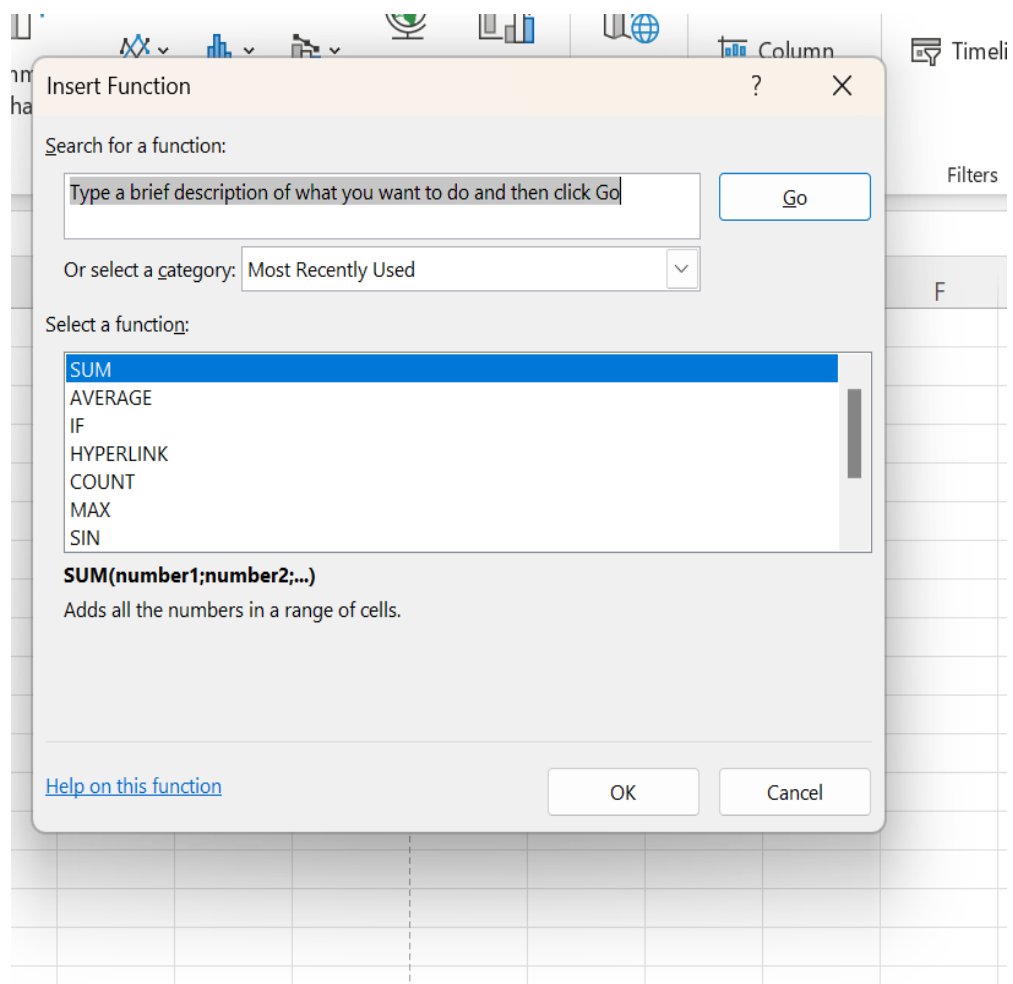 Column
Timeli
Filters
F
Insert Function
?
Search for a function:
Type a brief description of what you want to do and then click Go
Go
Or select a category: Most Recently Used
Select a function:
SUM
AVERAGE
IF
HYPERLINK
COUNT
MAX
SIN
SUM(number1;number2;...)
Adds all the numbers in a range of cells.
Help on this function
OK
Cancel